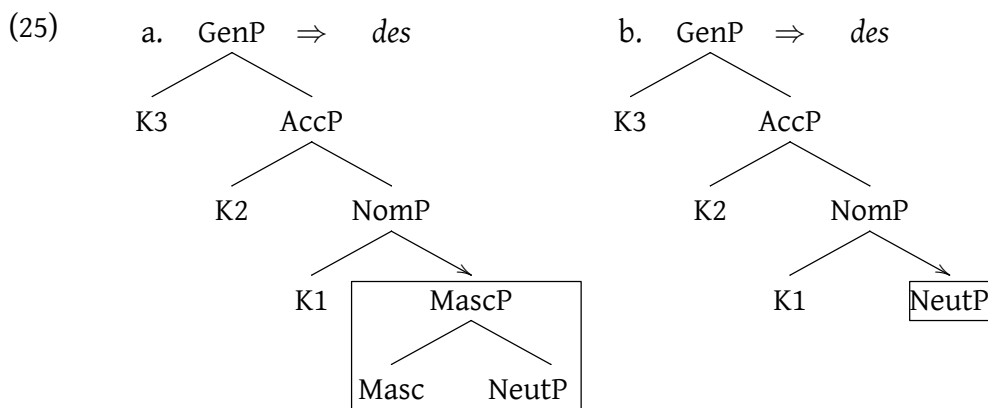 (25) a. GenP ⇒ des b. GenP ⇒ des
K3 AccP K3 AccP
K2 NomP K2 NomP
K1 MascP K1 NeutP
Masc NeutP